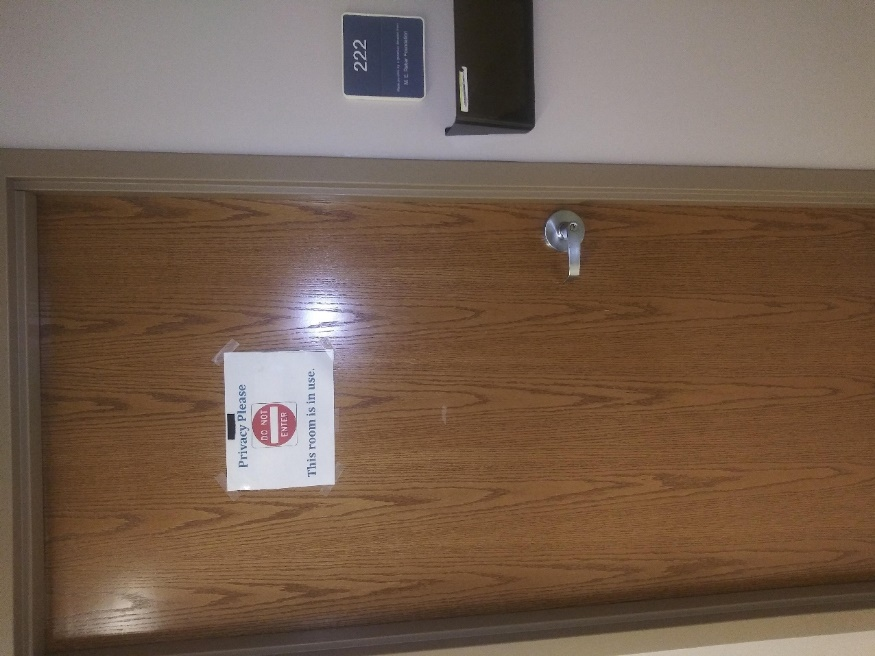 222
Privacy Please
DO NOT
ENTER
This room is in use.